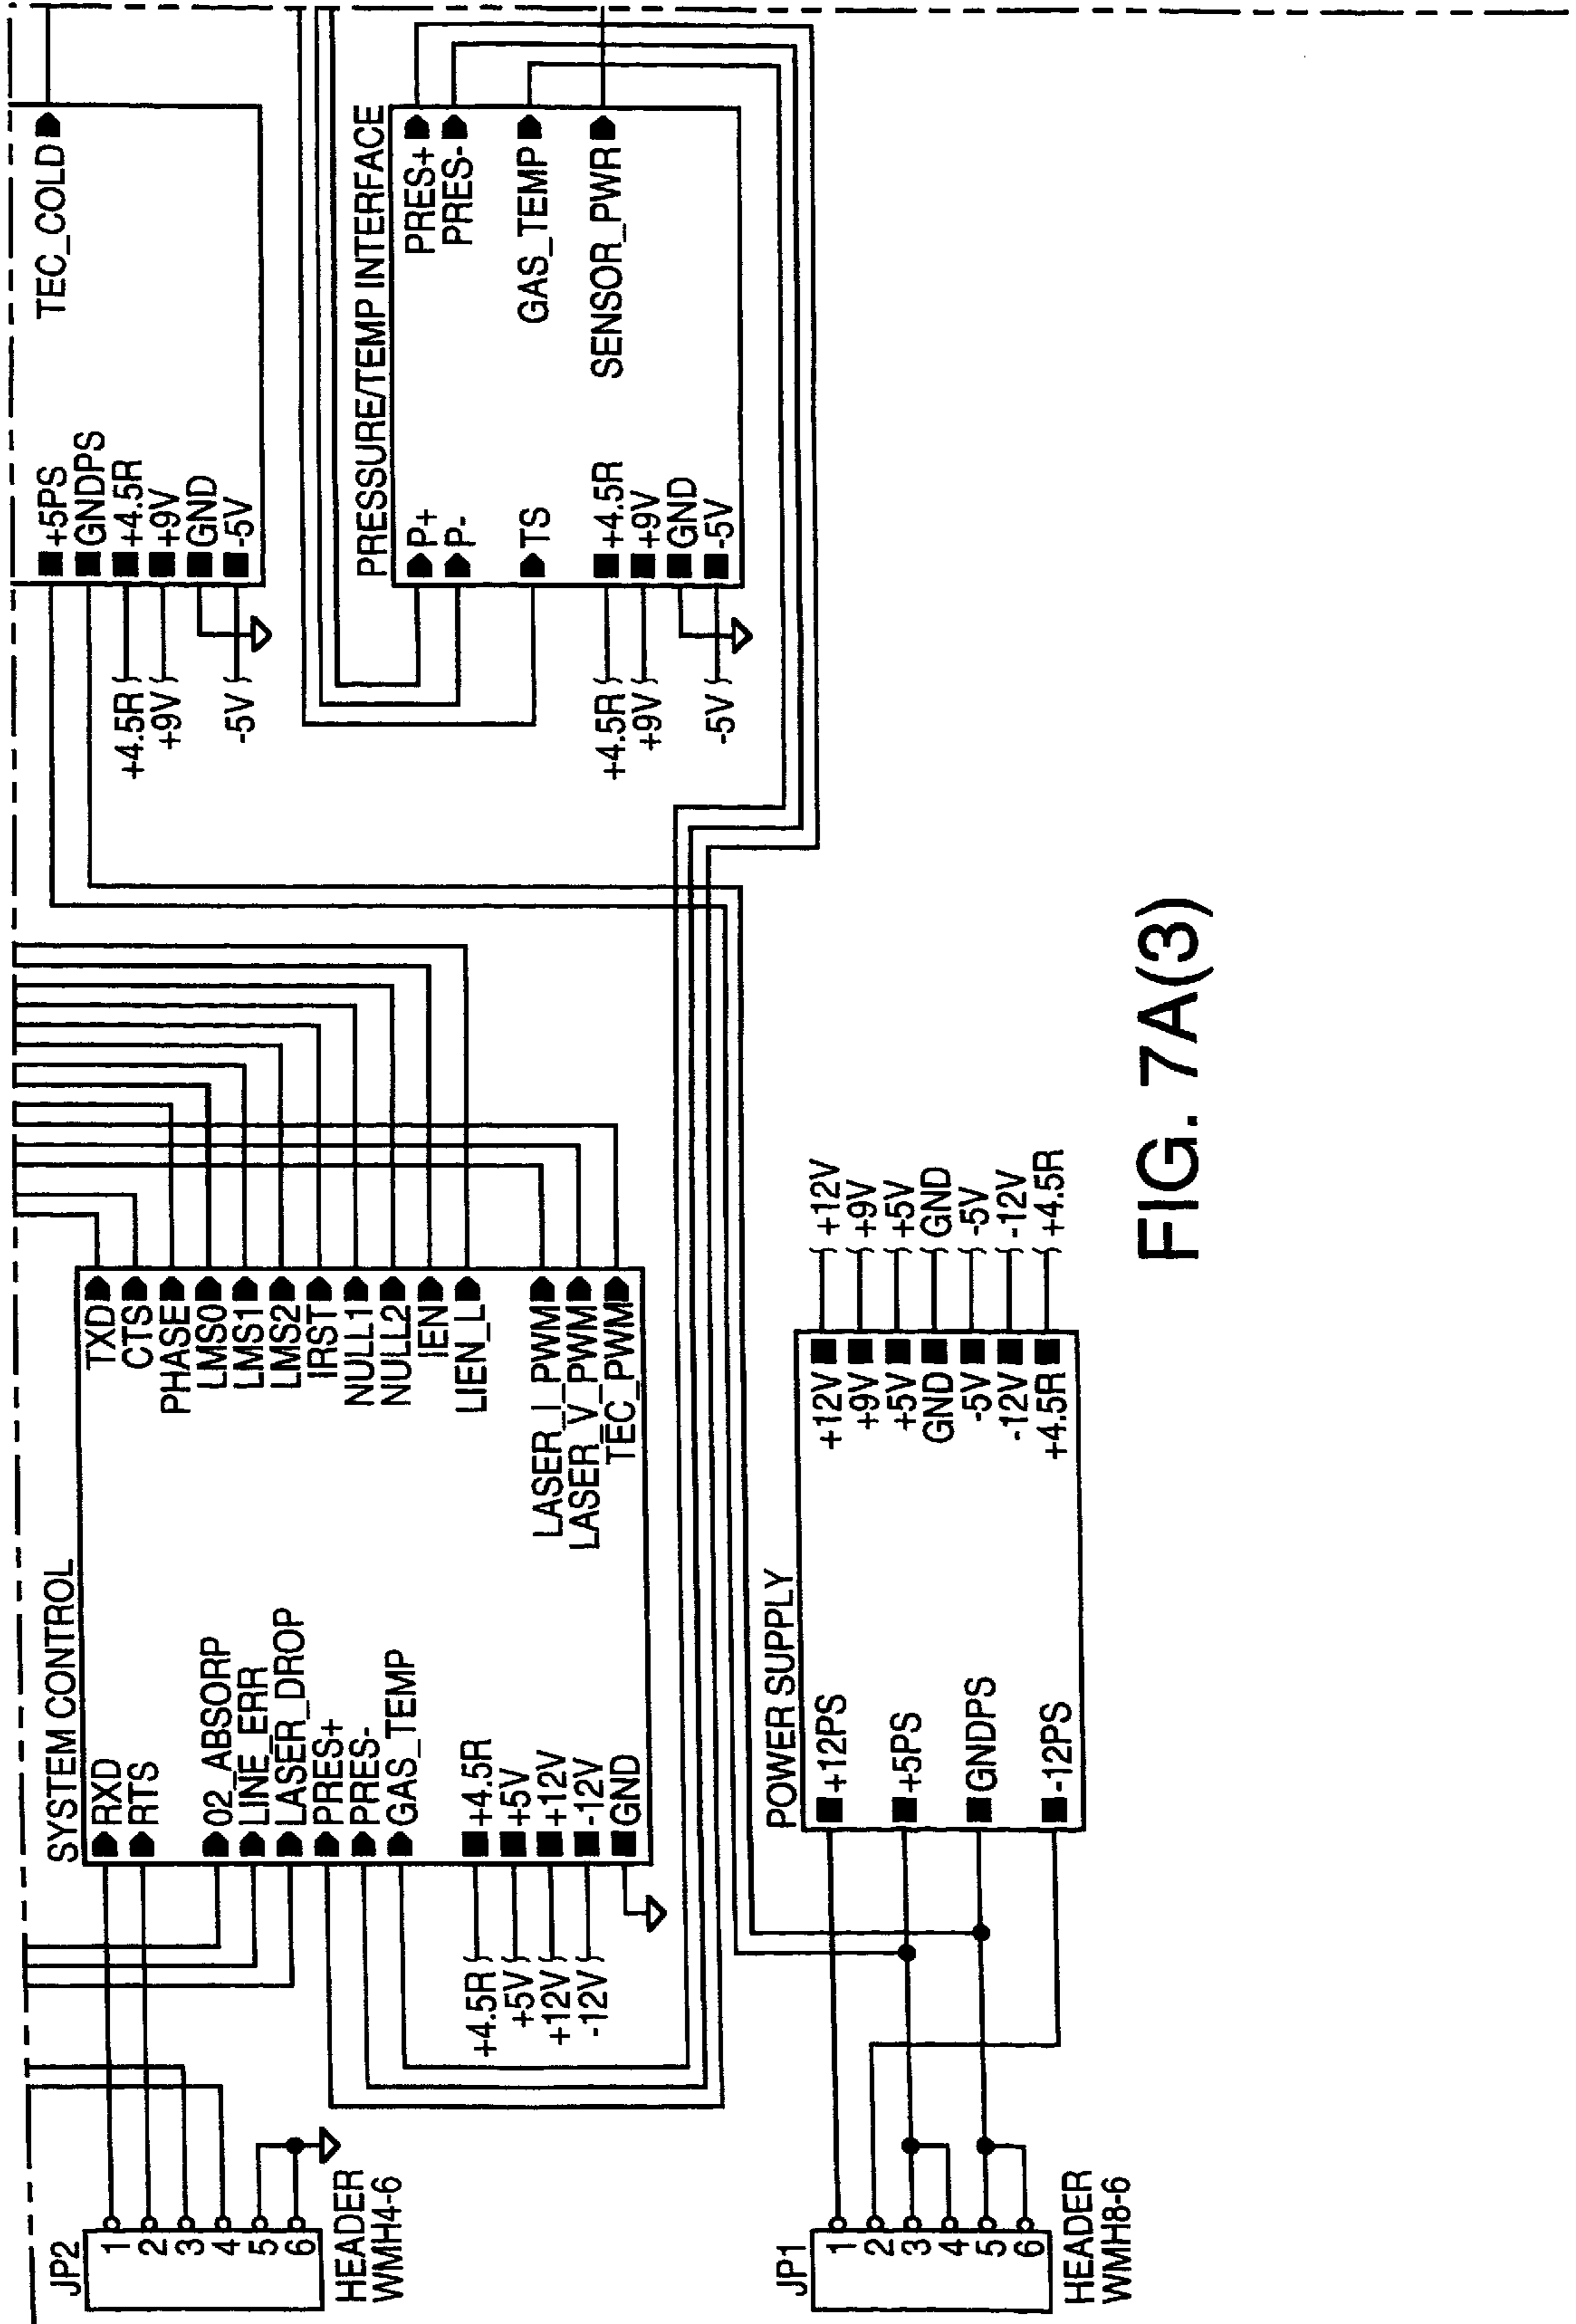 JP2
1
2
3
4
5
6
HEADER
WMH4-6
SYSTEM CONTROL
RXD
RTS
02_ABSORP
LINE_ERR
LASER_DROP
PRES+
PRES-
GAS_TEMP
+4.5R
+5V
+12V
-12V
GND
+4.5R
+5V
+12V
-12V
TXD
CTS
PHASE
LMS0
LMS1
LMS2
IRST
NULL1
NULL2
IEN
LIEN_L
LASER_I_PWM
LASER_V_PWM
TEC_PWM
+5PS
GNDPS
+4.5R
+9V
GND
-5V
+4.5R
+9V
-5V
TEC_COLD
PRESSURE/TEMP INTERFACE
P+
P-
TS
+4.5R
+9V
GND
-5V
+4.5R
+9V
-5V
PRES+
PRES-
GAS_TEMP
SENSOR_PWR
JP1
1
2
3
4
5
6
HEADER
WMH8-6
POWER SUPPLY
+12PS
+5PS
GNDPS
-12PS
+12V
+9V
+5V
GND
-5V
-12V
+4.5R
+12V
+9V
+5V
GND
-5V
-12V
+4.5R
FIG. 7A(3)